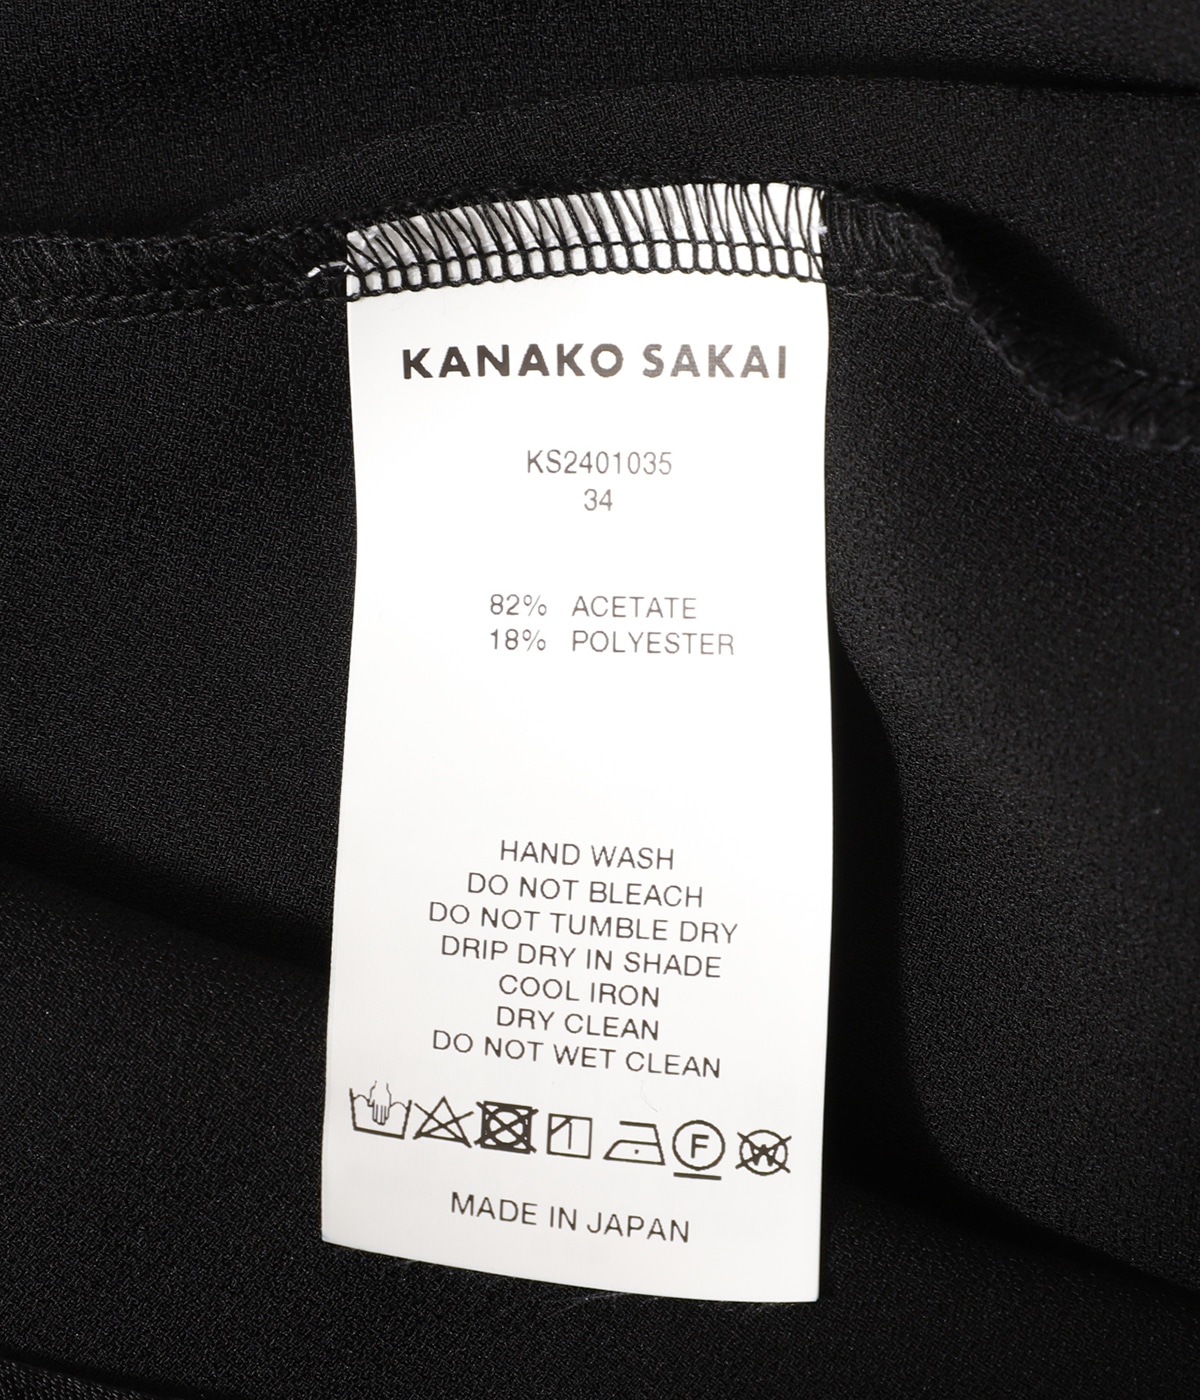 KANAKO SAKAI
KS2401035
34
82% ACETATE
18% POLYESTER
HAND WASH
DO NOT BLEACH
DO NOT TUMBLE DRY
DRIP DRY IN SHADE
COOL IRON
DRY CLEAN
DO NOT WET CLEAN
F W
MADE IN JAPAN